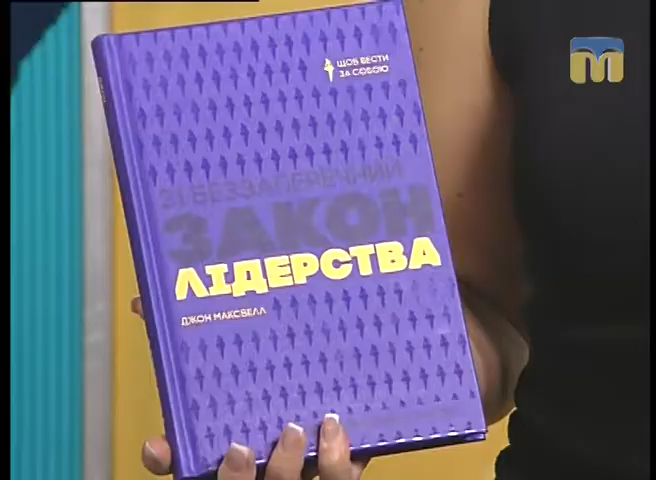 ЩОБ ВЕСТИ
ЗА СОБОЮ
21 БЕЗЗАПЕРЕЧНИЙ
ЗАКОН
ЛІДЕРСТВА
ДЖОН МАКСВЕЛЛ
М